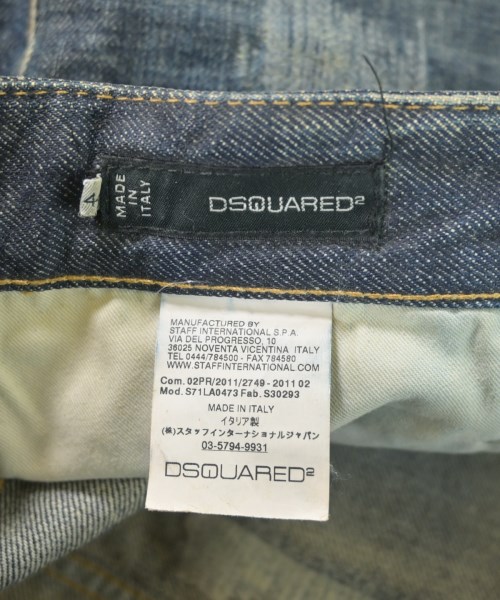 4
MADE
IN
ITALY
DSQUARED²
MANUFACTURED BY
STAFF INTERNATIONAL S.P.A
VIA DEL PROGRESSO, 10
36025 NOVENTA VICENTINA ITALY
TEL 0444/784500 - FAX 784580
WWW.STAFFINTERNATIONAL.COM
Com. 02PR/2011/2749 - 2011 02
Mod. S71LA0473 Fab. S30293
MADE IN ITALY
イタリア製
(株)スタッフインターナショナルジャパン
03-5794-9931
DSQUARED²